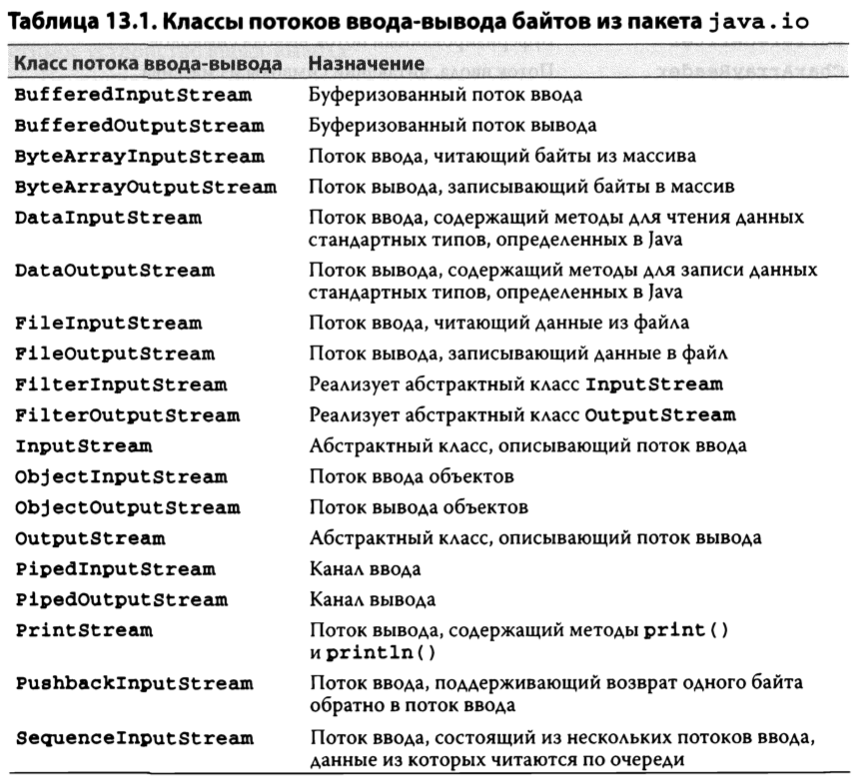 Таблица 13.1. Классы потоков ввода-вывода байтов из пакета java.io
Класс потока ввода-вывода Назначение
BufferedInputStream Буферизованный поток ввода
BufferedOutputStream Буферизованный поток вывода
ByteArrayInputStream Поток ввода, читающий байты из массива
ByteArrayOutputStream Поток вывода, записывающий байты в массив
DataInputStream Поток ввода, содержащий методы для чтения данных
стандартных типов, определенных в Java
DataOutputStream Поток вывода, содержащий методы для записи данных
стандартных типов, определенных в Java
FileInputStream Поток ввода, читающий данные из файла
FileOutputStream Поток вывода, записывающий данные в файл
FilterInputStream Реализует абстрактный класс InputStream
FilterOutputStream Реализует абстрактный класс OutputStream
InputStream Абстрактный класс, описывающий поток ввода
ObjectInputStream Поток ввода объектов
ObjectOutputStream Поток вывода объектов
OutputStream Абстрактный класс, описывающий поток вывода
PipedInputStream Канал ввода
PipedOutputStream Канал вывода
PrintStream Поток вывода, содержащий методы print()
и println()
PushbackInputStream Поток ввода, поддерживающий возврат одного байта
обратно в поток ввода
SequenceInputStream Поток ввода, состоящий из нескольких потоков ввода,
данные из которых читаются по очереди